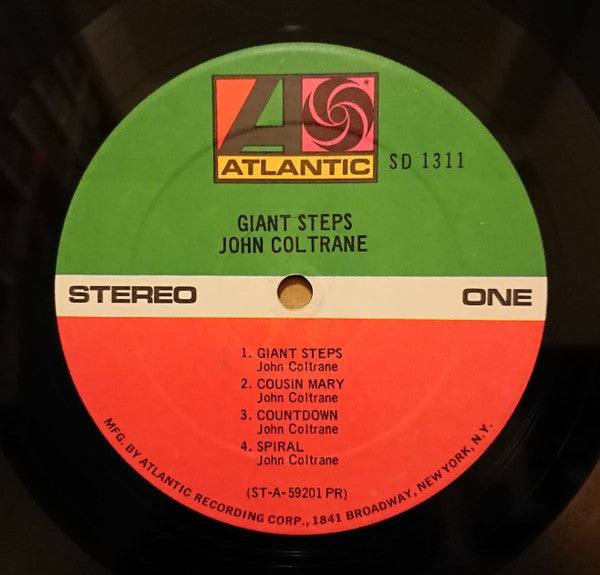 ATLANTIC
SD 1311
GIANT STEPS
JOHN COLTRANE
STEREO
ONE
1. GIANT STEPS
John Coltrane
2. COUSIN MARY
John Coltrane
3. COUNTDOWN
John Coltrane
4. SPIRAL
John Coltrane
(ST-A-59201 PR)
MFG. BY ATLANTIC RECORDING CORP., 1841 BROADWAY, NEW YORK, N.Y.